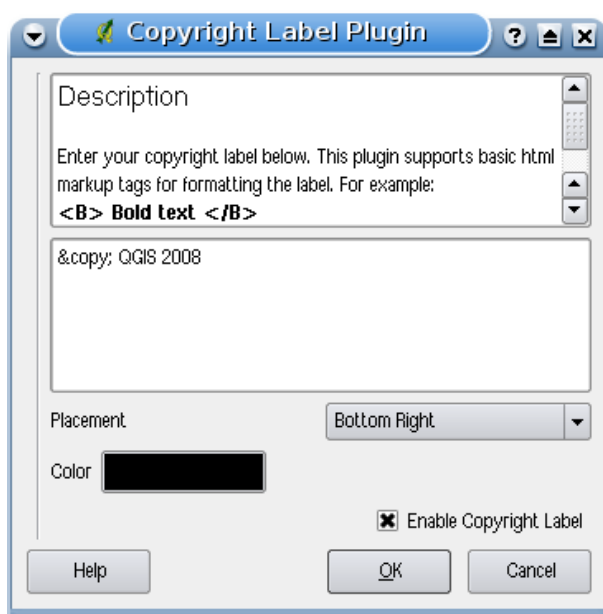 Copyright Label Plugin
Description
Enter your copyright label below. This plugin supports basic html
markup tags for formatting the label. For example:
<B> Bold text </B>
&copy; QGIS 2008
Placement
Bottom Right
Color
Enable Copyright Label
Help
OK
Cancel